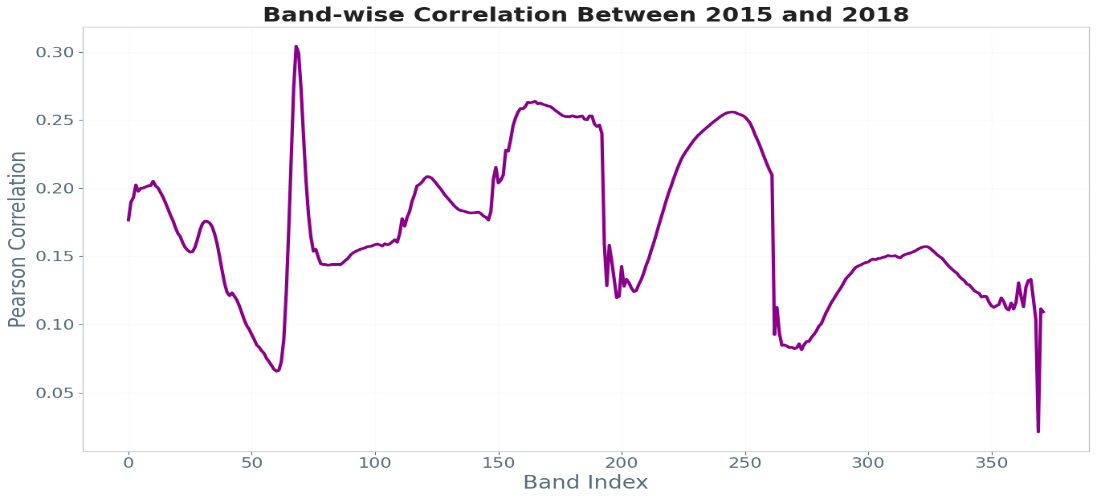 Band-wise Correlation Between 2015 and 2018
Pearson Correlation
0.30
0.25
0.20
0.15
0.10
0.05
0 50 100 150 200 250 300 350
Band Index